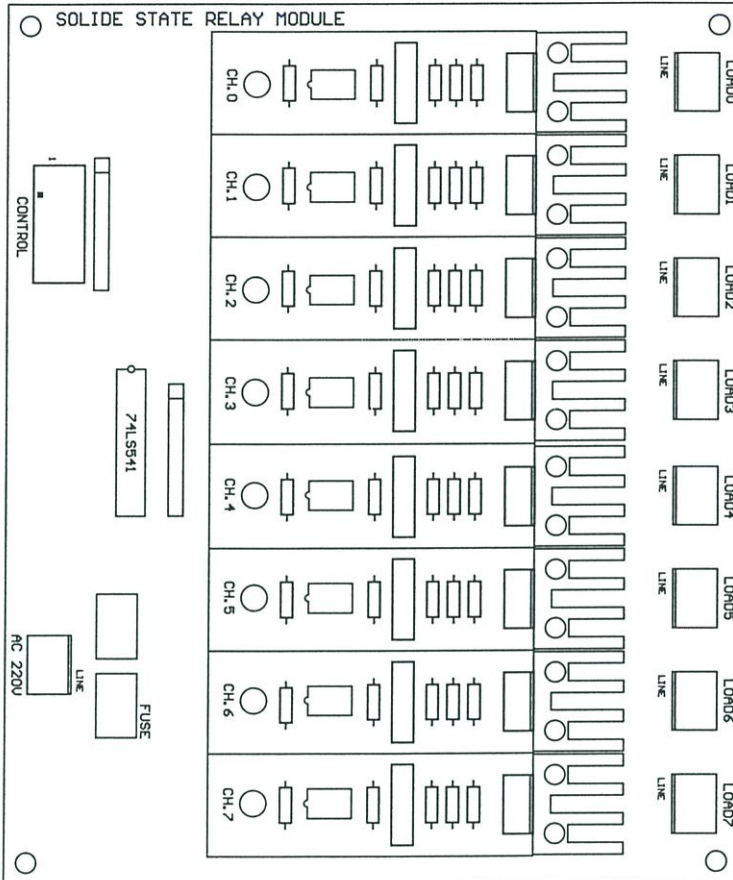 SOLIDE STATE RELAY MODULE
CH.0
LINE
LOAD0
CH.1
LINE
LOAD1
1
CONTROL
CH.2
LINE
LOAD2
CH.3
LINE
LOAD3
74LS541
CH.4
LINE
LOAD4
CH.5
LINE
LOAD5
AC 220V
LINE
FUSE
CH.6
LINE
LOAD6
CH.7
LINE
LOAD7